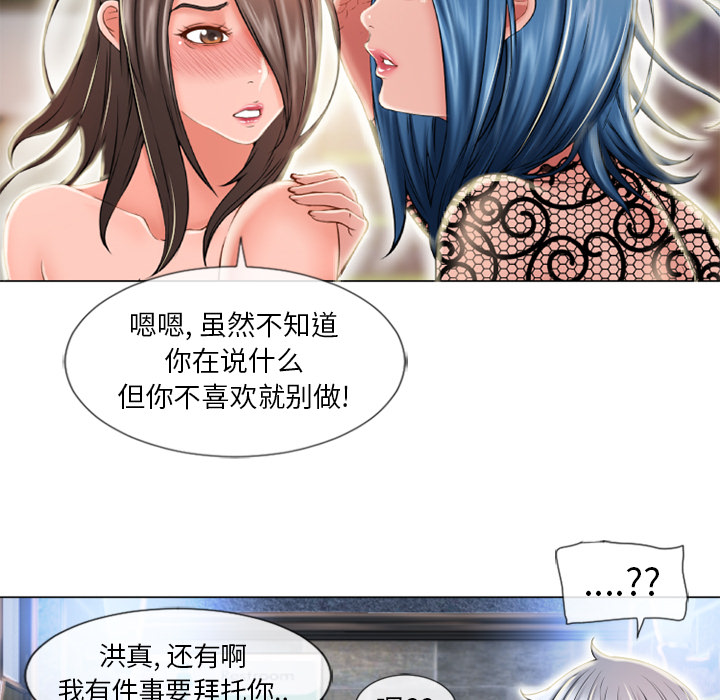 嗯嗯, 虽然不知道
你在说什么
但你不喜欢就别做!
....??
洪真, 还有啊
我有件事要拜托你..